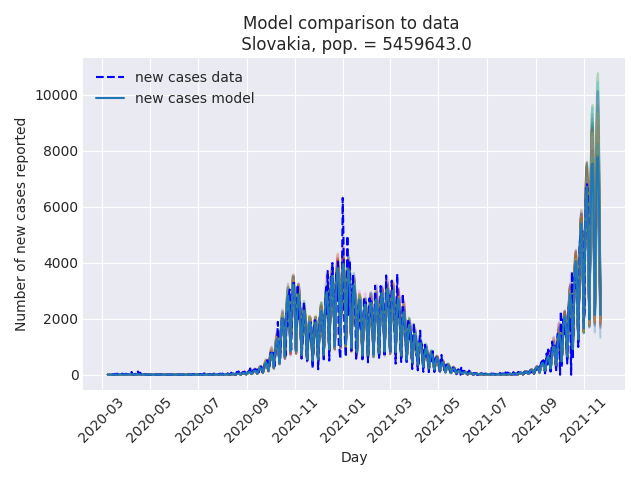 Model comparison to data
Slovakia, pop. = 5459643.0
new cases data
new cases model
Number of new cases reported
10000
8000
6000
4000
2000
0
2020-03
2020-05
2020-07
2020-09
2020-11
2021-01
2021-03
2021-05
2021-07
2021-09
2021-11
Day